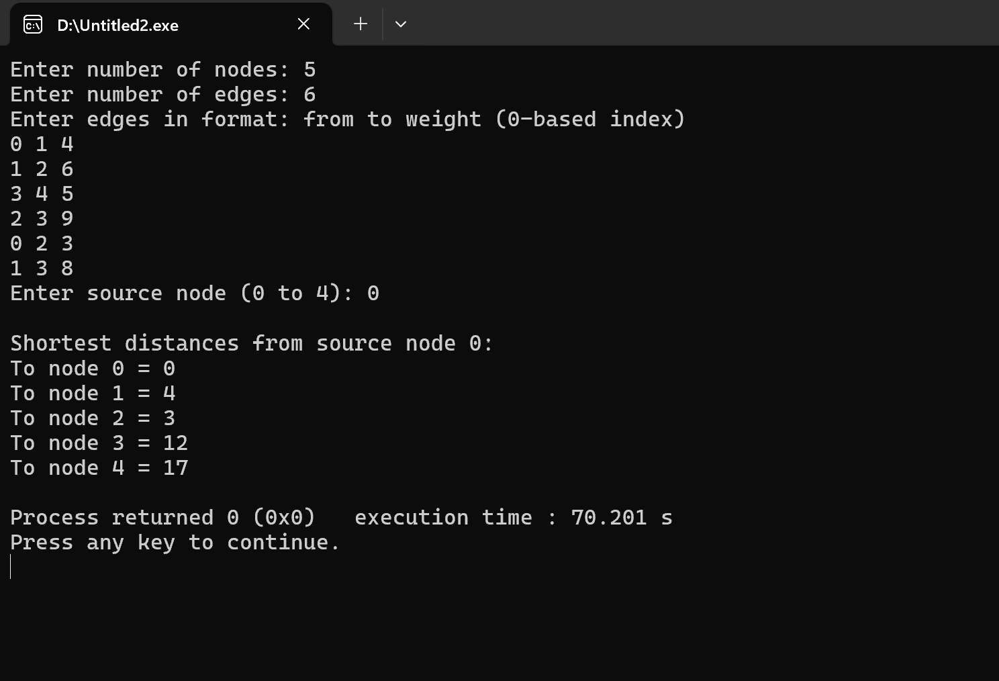 D:\Untitled2.exe
Enter number of nodes: 5
Enter number of edges: 6
Enter edges in format: from to weight (0-based index)
0 1 4
1 2 6
3 4 5
2 3 9
0 2 3
1 3 8
Enter source node (0 to 4): 0
Shortest distances from source node 0:
To node 0 = 0
To node 1 = 4
To node 2 = 3
To node 3 = 12
To node 4 = 17
Process returned 0 (0x0)   execution time : 70.201 s
Press any key to continue.